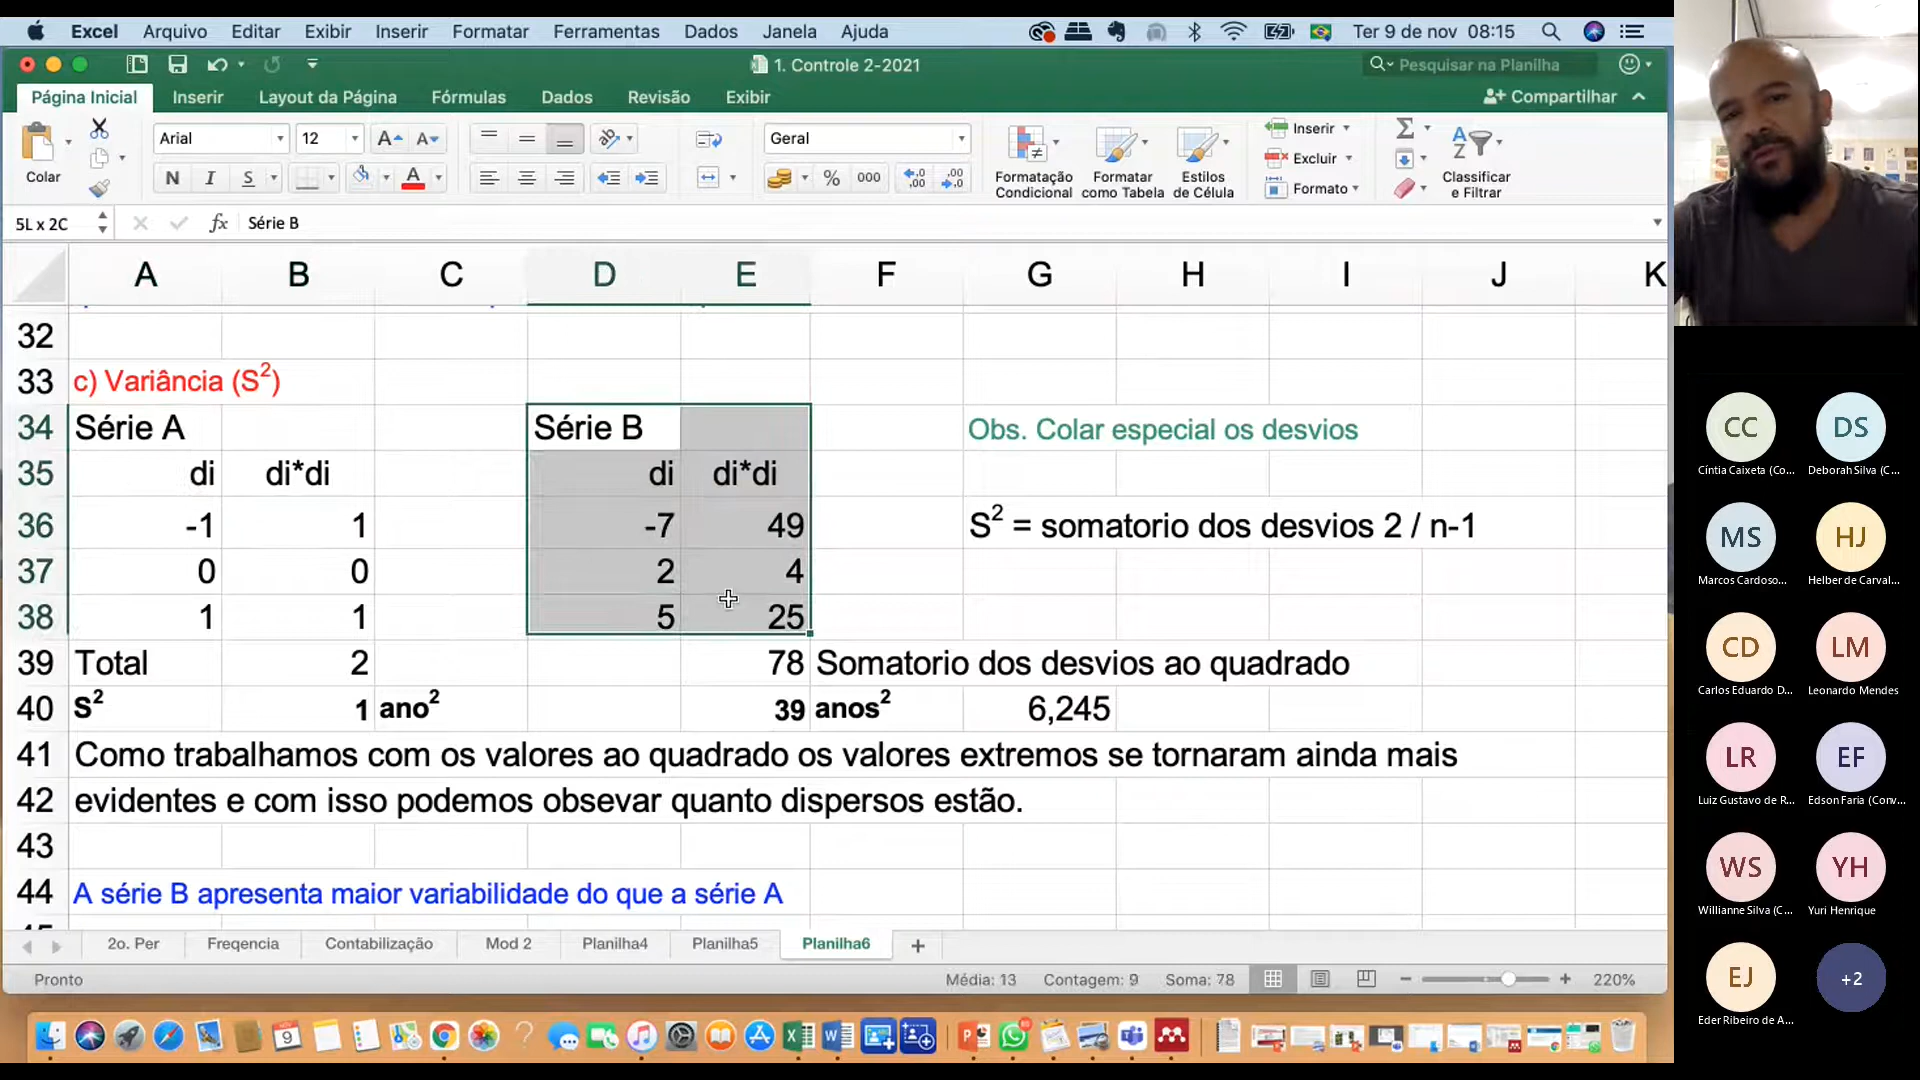 Excel Arquivo Editar Exibir Inserir Formatar Ferramentas Dados Janela Ajuda Ter 9 de nov 08:15
1. Controle 2-2021
Pesquisar na Planilha
Página Inicial Inserir Layout da Página Fórmulas Dados Revisão Exibir
Compartilhar
Colar
Arial 12
N I S
Geral
% 000
Formatação Condicional
Formatar como Tabela
Estilos de Célula
Inserir
Excluir
Formato
Classificar e Filtrar
5L x 2C fx Série B
A B C D E F G H I J K
32
33 c) Variância (S²)
34 Série A Série B Obs. Colar especial os desvios
35 di di*di di di*di
36 -1 1 -7 49 S² = somatorio dos desvios 2 / n-1
37 0 0 2 4
38 1 1 5 25
39 Total 2 78 Somatorio dos desvios ao quadrado
40 S² 1 ano² 39 anos² 6,245
41 Como trabalhamos com os valores ao quadrado os valores extremos se tornaram ainda mais
42 evidentes e com isso podemos obsevar quanto dispersos estão.
43
44 A série B apresenta maior variabilidade do que a série A
2o. Per Freqencia Contabilização Mod 2 Planilha4 Planilha5 Planilha6 +
Pronto Média: 13 Contagem: 9 Soma: 78 220%
CC DS
Cíntia Caixeta (Co... Deborah Silva (C...
MS HJ
Marcos Cardoso... Helber de Carval...
CD LM
Carlos Eduardo D... Leonardo Mendes
LR EF
Luiz Gustavo de R... Edson Faria (Conv...
WS YH
Willianne Silva (C... Yuri Henrique
EJ +2
Eder Ribeiro de A...